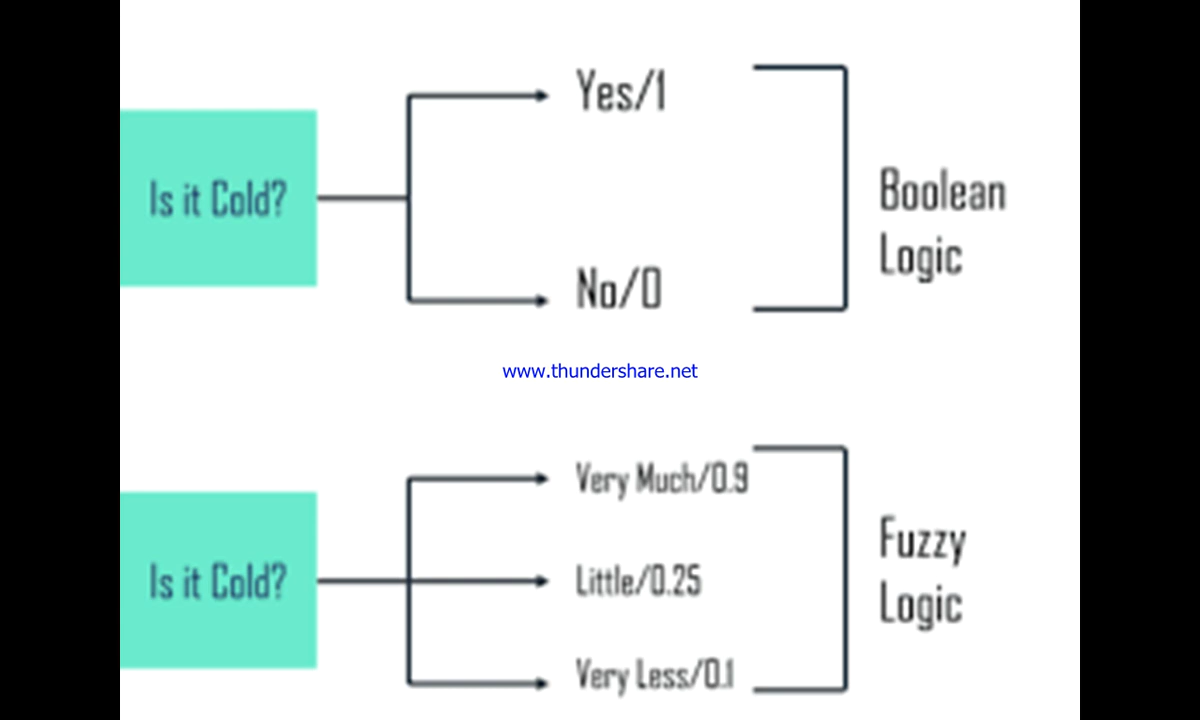 Yes/1
Is it Cold?
Boolean
Logic
No/0
www.thundershare.net
Very Much/0.9
Fuzzy
Is it Cold?
Little/0.25
Logic
Very Less/0.1